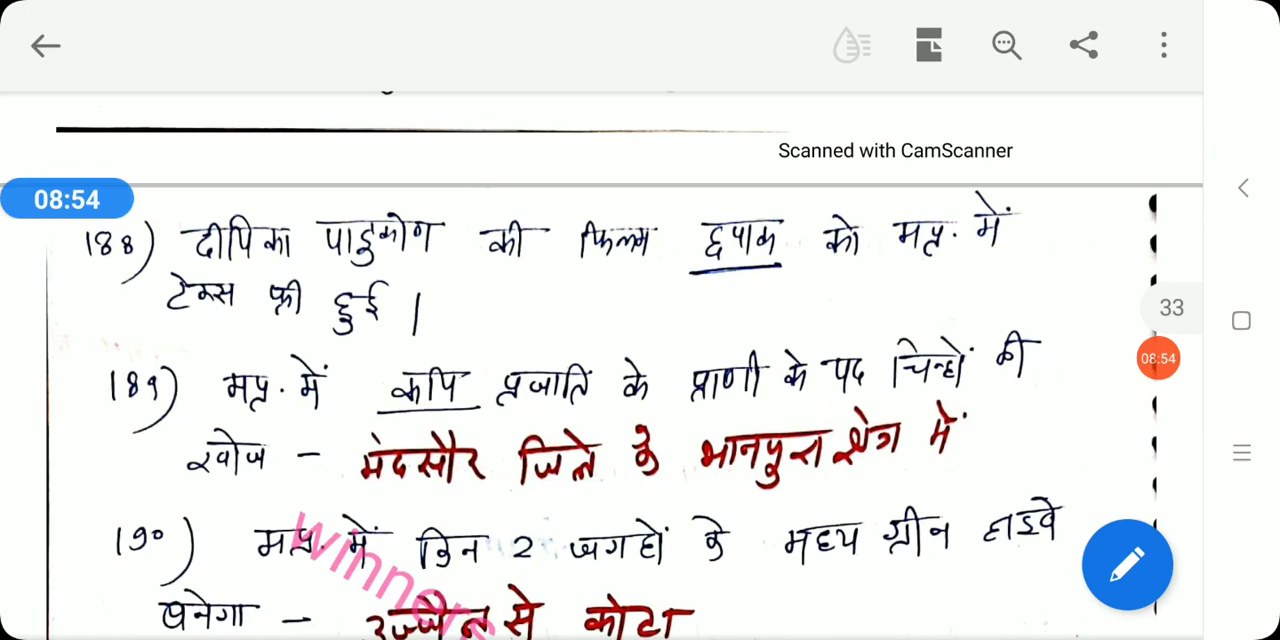 Scanned with CamScanner
08:54
188) दीपिका पाडुकोण की फिल्म छपाक को मप्र. में
टेक्स फ्री हुई |
33
08:54
189) मप्र. में कपि प्रजाति के प्राणी के पद चिन्हों की
खोज - मंदसौर जिले के भानपुरा क्षेत्र में
190) मप्र. में किन 2 जगहों के मध्य ग्रीन हाइवे
बनेगा - उज्जैन से कोटा
winners